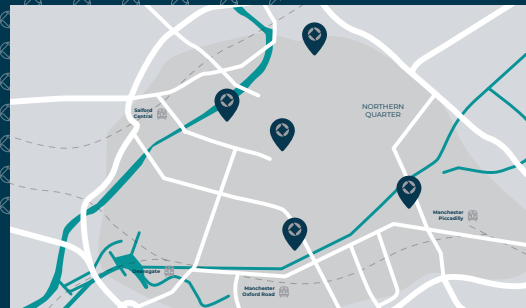 NORTHERN
QUARTER
Salford
Central
Manchester
Piccadilly
Deansgate
Manchester
Oxford Road